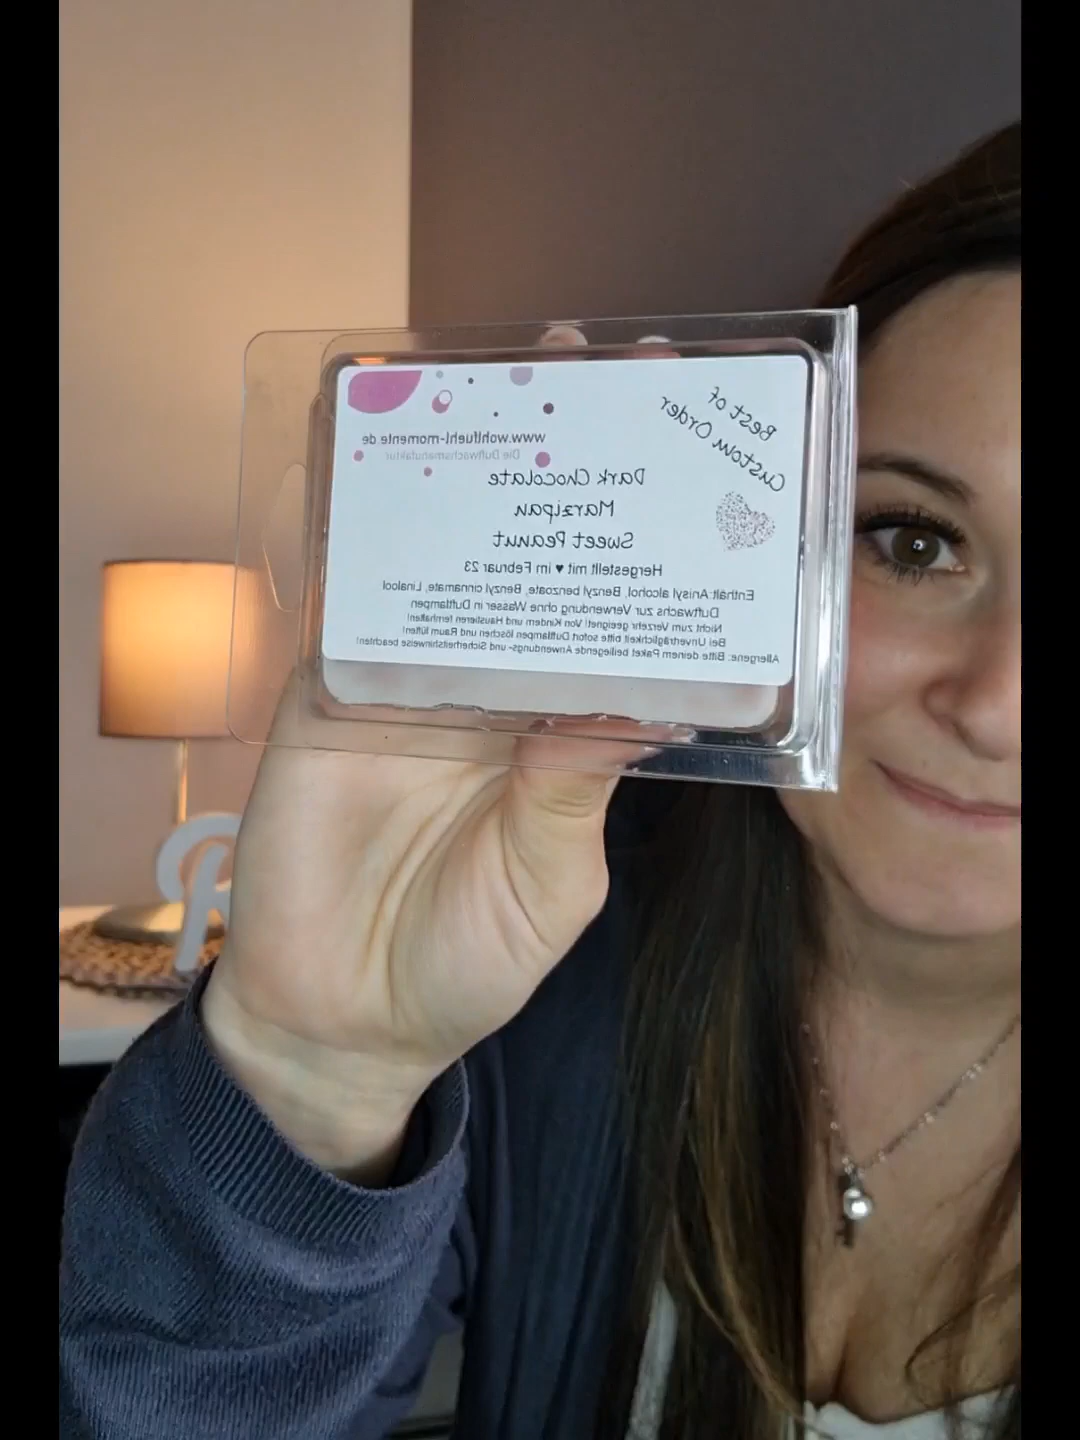 Best of
Custom Order
www.wohlfuehl-momente.de
Die Duftwachsmanufaktur
Dark Chocolate
Marzipan
Sweet Peanut
Hergestellt mit ♥ im Februar 23
Enthält:Anisyl alcohol, Benzyl benzoate, Benzyl cinnamate, Linalool
Duftwachs zur Verwendung ohne Wasser in Duftlampen
Nicht zum Verzehr geeignet! Von Kindern und Haustieren fernhalten!
Bei Unverträglichkeit bitte sofort Duftlampen löschen und Raum lüften!
Allergene: Bitte deinem Paket beiliegende Anwendungs- und Sicherheitshinweise beachten!